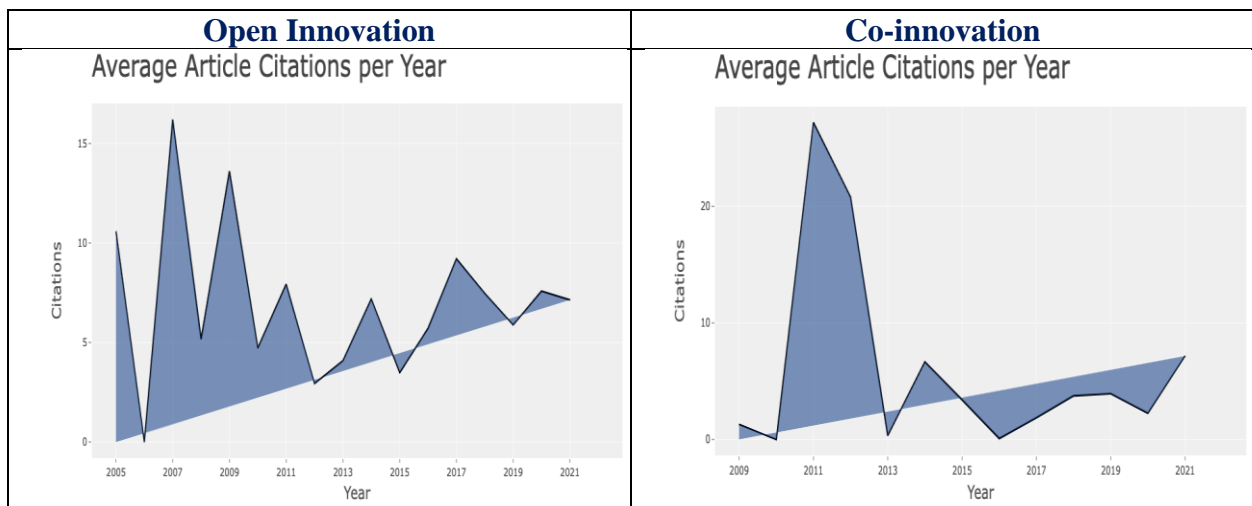 Open Innovation
Average Article Citations per Year
15
10
5
0
Citations
2005 2007 2009 2011 2013 2015 2017 2019 2021
Year
Co-innovation
Average Article Citations per Year
20
10
0
Citations
2009 2011 2013 2015 2017 2019 2021
Year